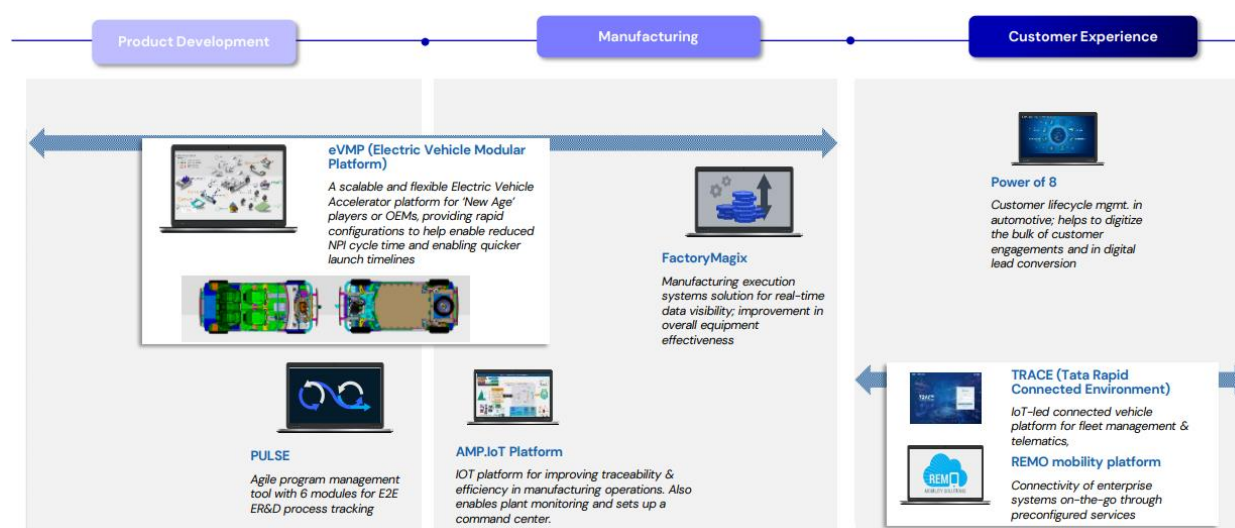 Product Development
Manufacturing
Customer Experience
eVMP (Electric Vehicle Modular
Platform)
A scalable and flexible Electric Vehicle
Accelerator platform for ‘New Age’
players or OEMs, providing rapid
configurations to help enable reduced
NPI cycle time and enabling quicker
launch timelines
FactoryMagix
Manufacturing execution
systems solution for real-time
data visibility; improvement in
overall equipment
effectiveness
Power of 8
Customer lifecycle mgmt. in
automotive; helps to digitize
the bulk of customer
engagements and in digital
lead conversion
PULSE
Agile program management
tool with 6 modules for E2E
ER&D process tracking
AMP.IoT Platform
IOT platform for improving traceability &
efficiency in manufacturing operations. Also
enables plant monitoring and sets up a
command center.
TRACE (Tata Rapid
Connected Environment)
IoT-led connected vehicle
platform for fleet management &
telematics,
TRACE
REMO mobility platform
Connectivity of enterprise
systems on-the-go through
preconfigured services
REMO
MOBILITY SOLUTIONS